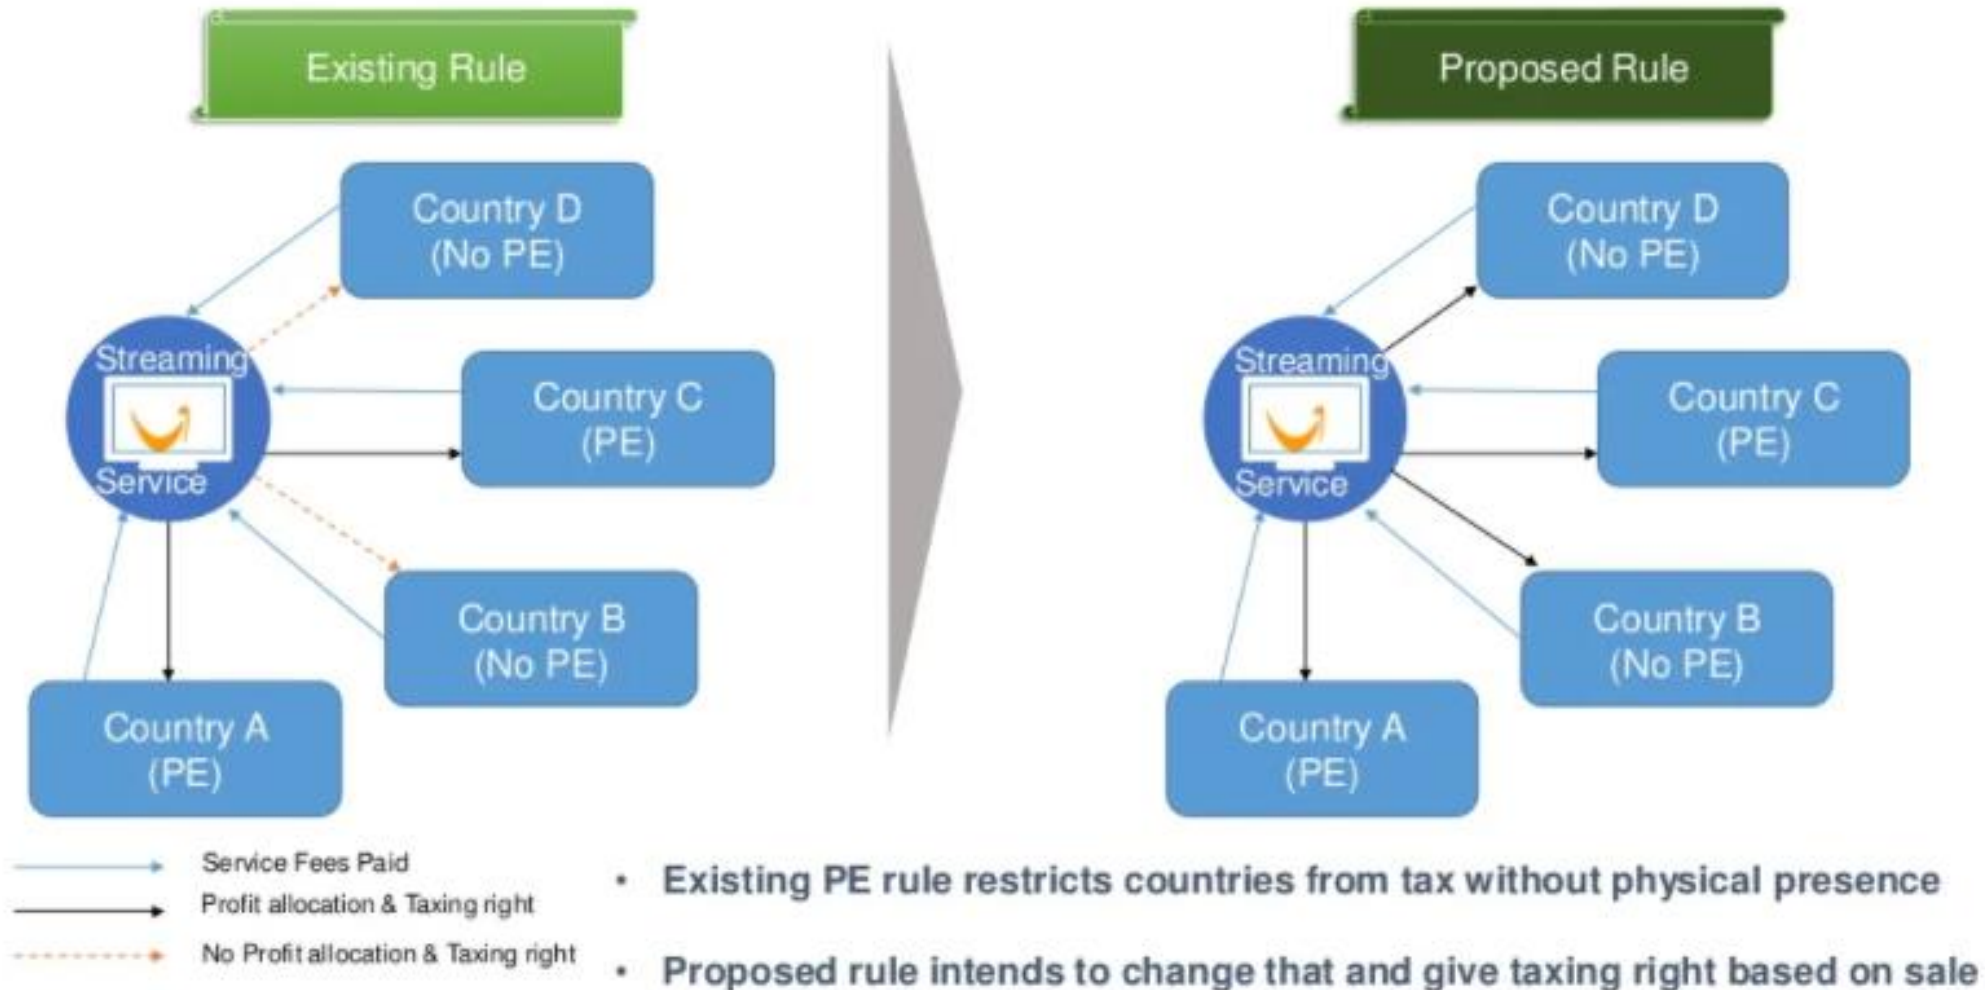 Existing Rule
Country D
(No PE)
Streaming
Service
Country C
(PE)
Country B
(No PE)
Country A
(PE)
Proposed Rule
Country D
(No PE)
Streaming
Service
Country C
(PE)
Country B
(No PE)
Country A
(PE)
Service Fees Paid
Profit allocation & Taxing right
No Profit allocation & Taxing right
• Existing PE rule restricts countries from tax without physical presence
• Proposed rule intends to change that and give taxing right based on sale